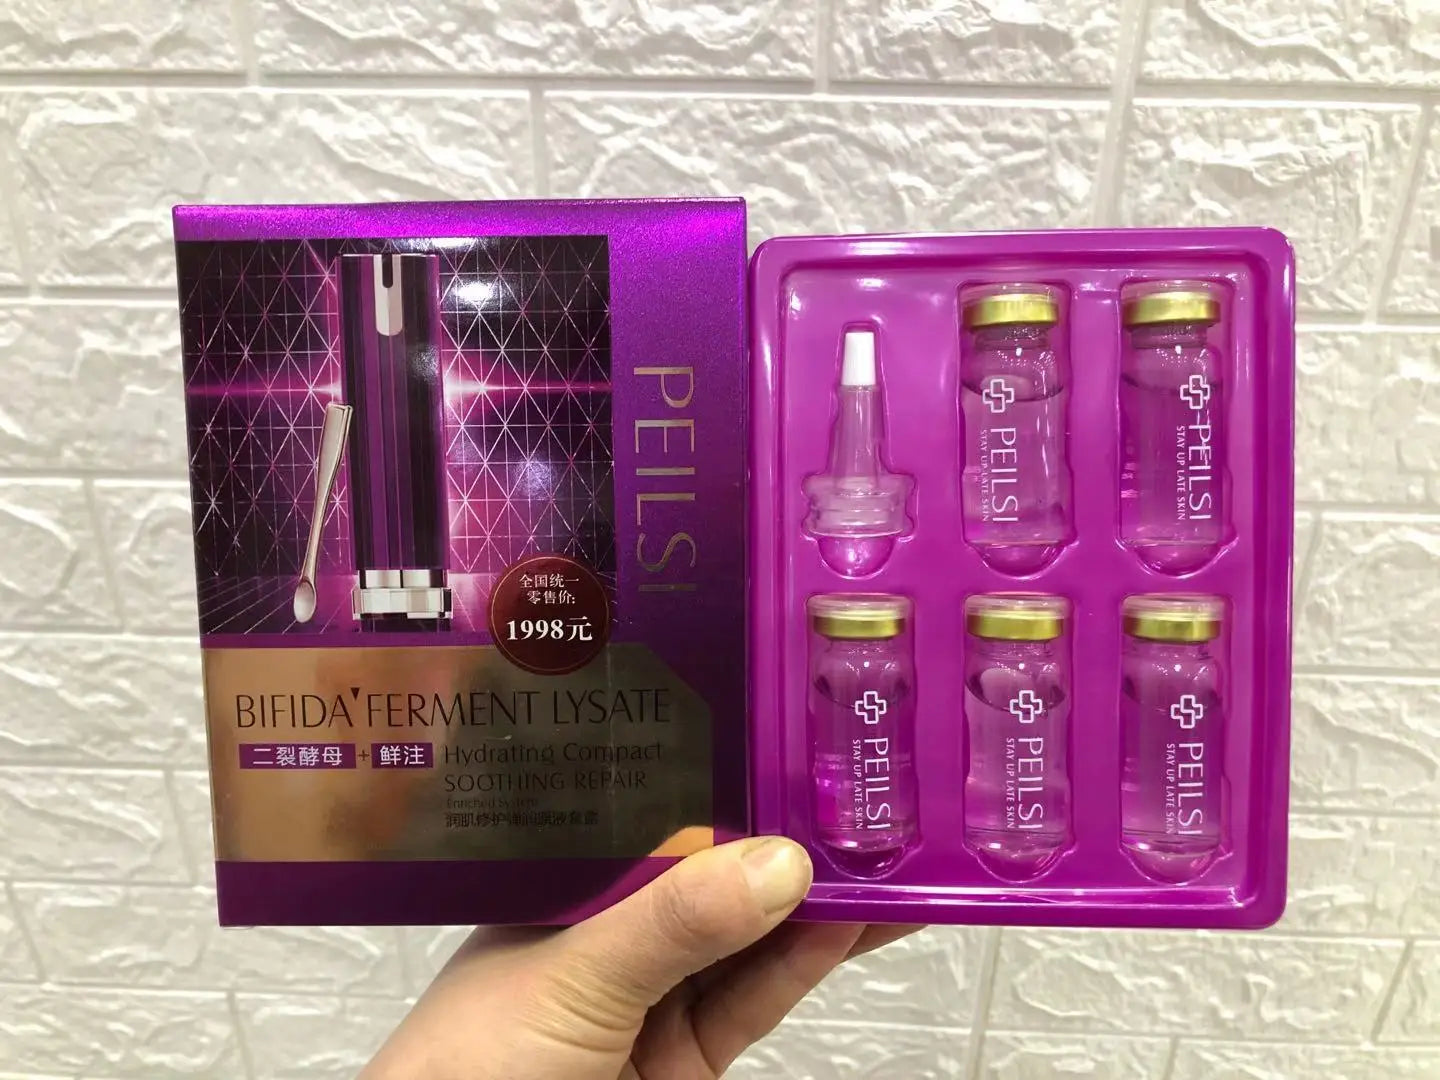 PEILSI
全国统一
零售价:
1998元
BIFIDA FERMENT LYSATE
二裂酵母+鲜注
Hydrating Compact
SOOTHING REPAIR
Enriched System
PEILSI
STAY UP LATE SKIN
PEILSI
STAY UP LATE SKIN
PEILSI
STAY UP LATE SKIN
PEILSI
STAY UP LATE SKIN
PEILSI
STAY UP LATE SKIN